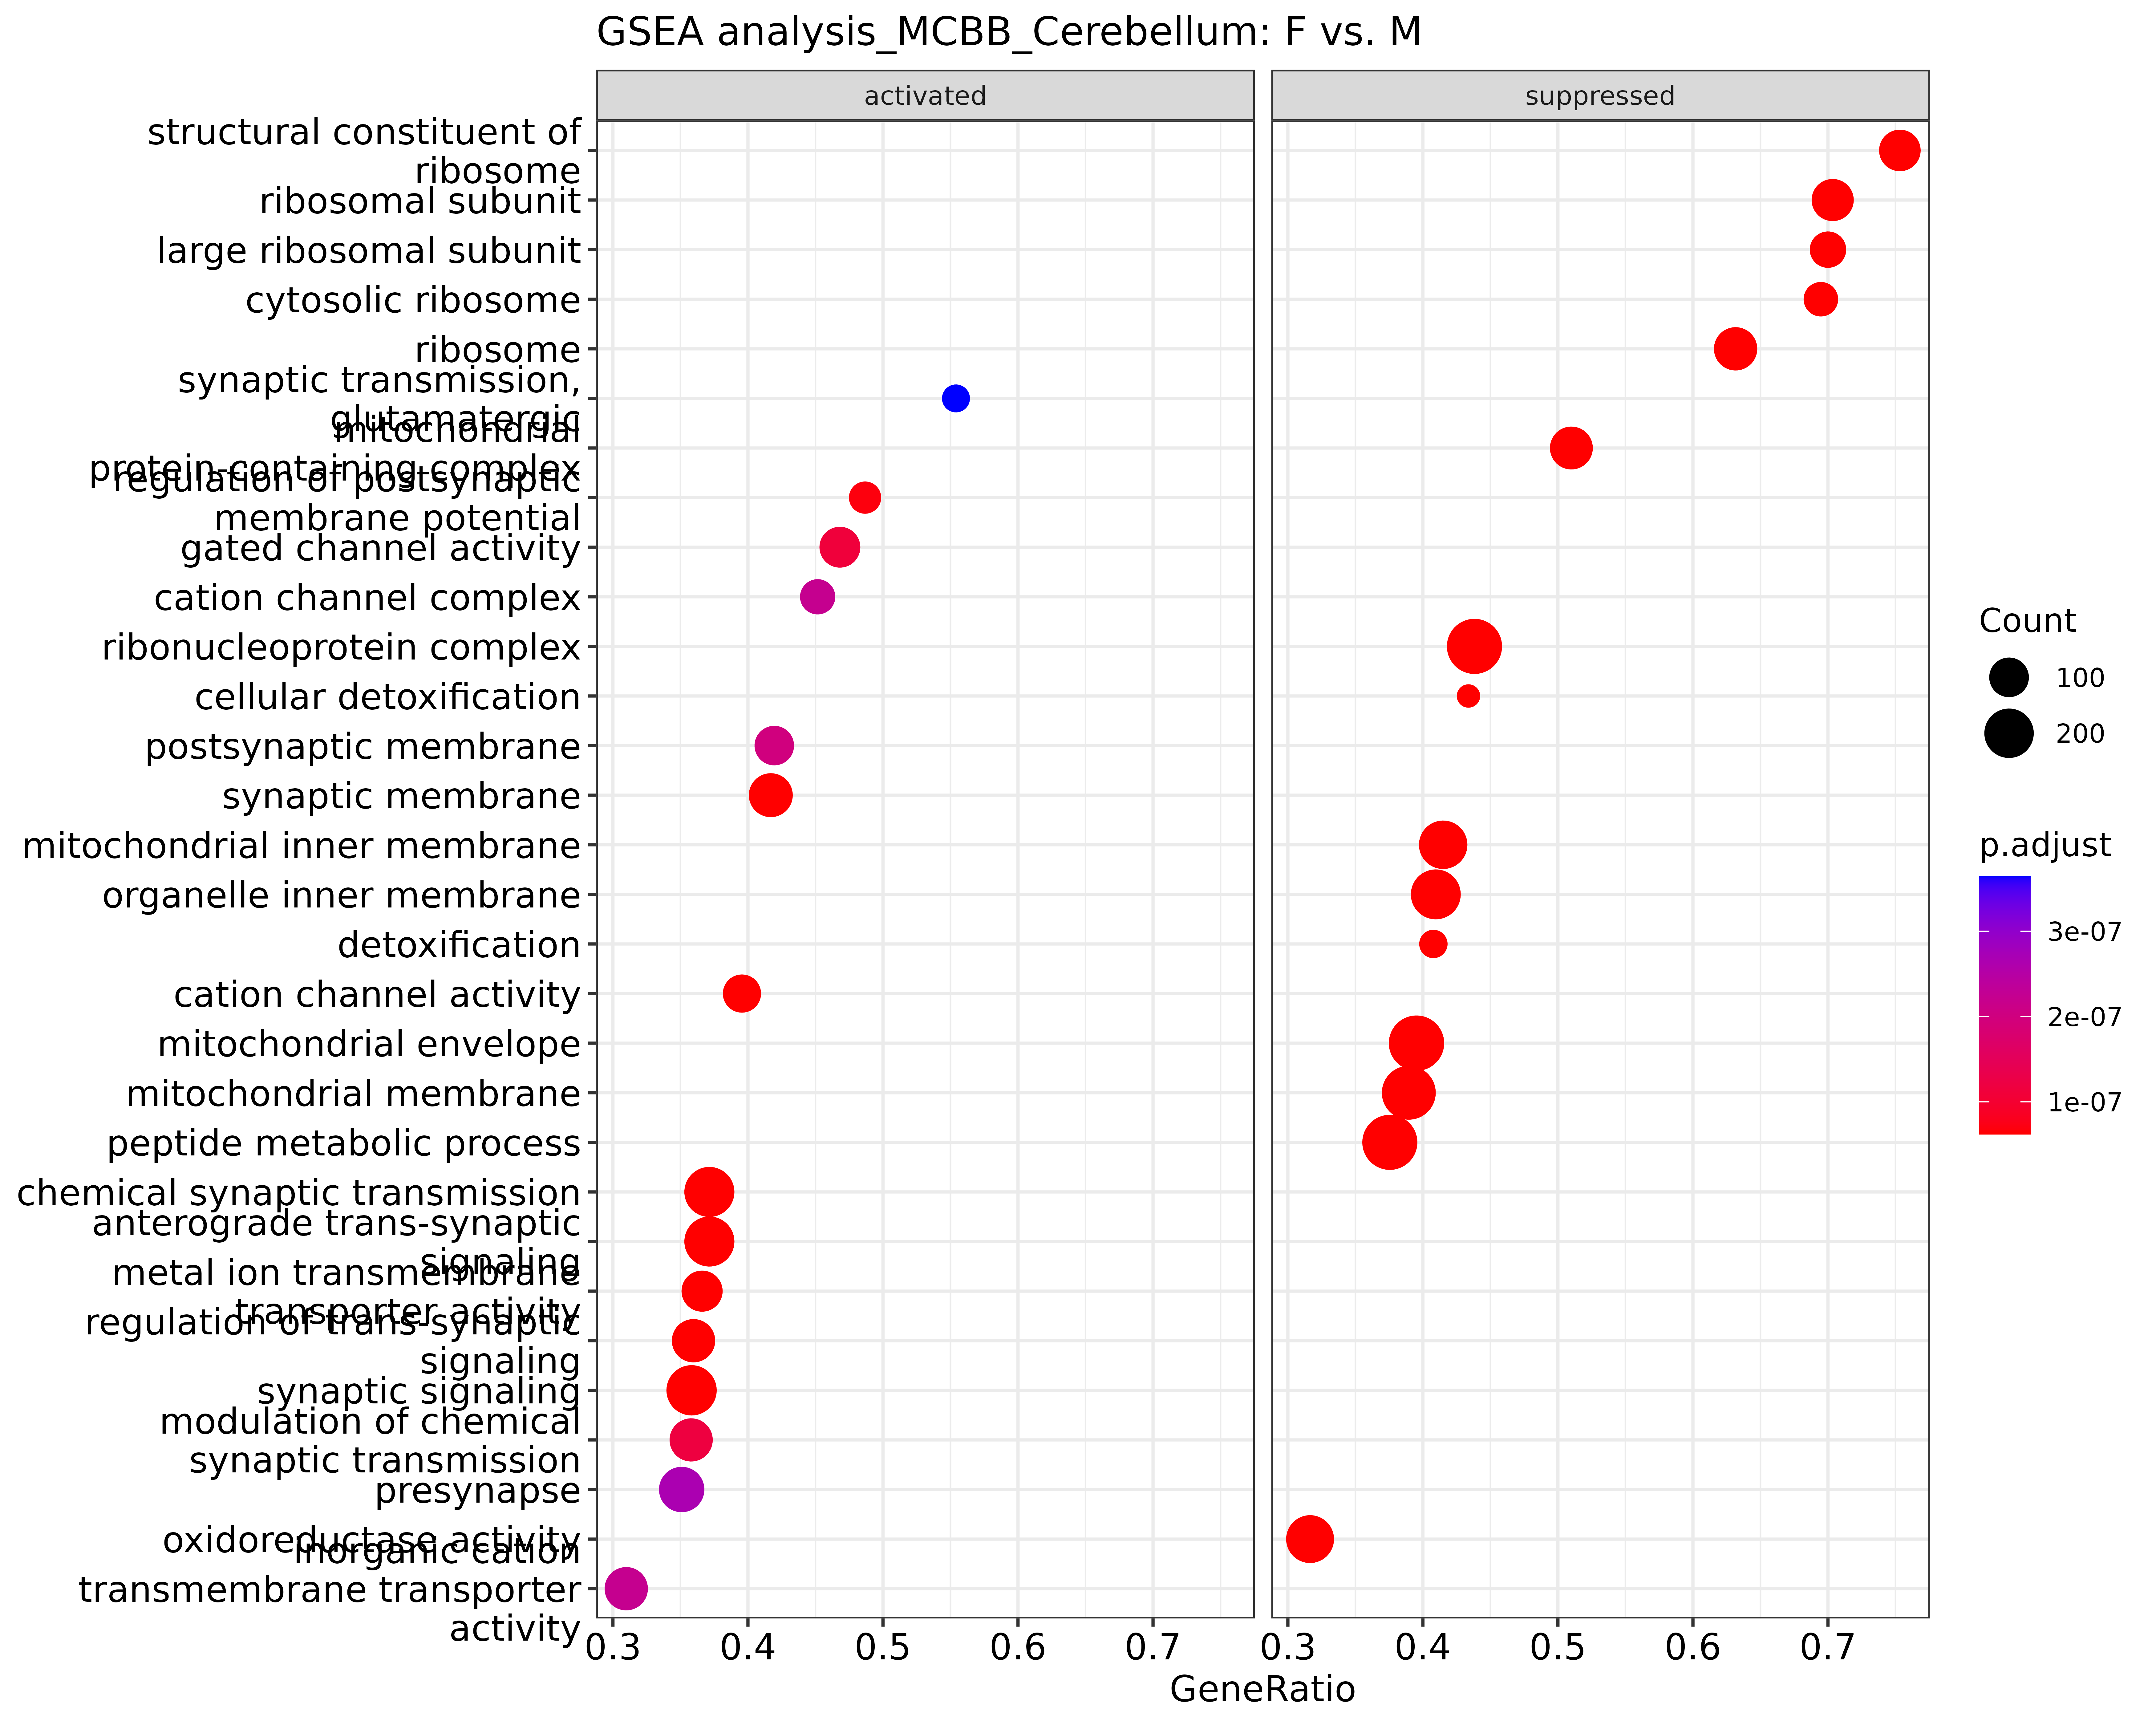 GSEA analysis_MCBB_Cerebellum: F vs. M
activated
suppressed
structural constituent of
ribosome
ribosomal subunit
large ribosomal subunit
cytosolic ribosome
ribosome
synaptic transmission,
glutamatergic
mitochondrial
protein-containing complex
regulation of postsynaptic
membrane potential
gated channel activity
cation channel complex
ribonucleoprotein complex
cellular detoxification
postsynaptic membrane
synaptic membrane
mitochondrial inner membrane
organelle inner membrane
detoxification
cation channel activity
mitochondrial envelope
mitochondrial membrane
peptide metabolic process
chemical synaptic transmission
anterograde trans-synaptic
signaling
metal ion transmembrane
transporter activity
regulation of trans-synaptic
signaling
synaptic signaling
modulation of chemical
synaptic transmission
presynapse
oxidoreductase activity
inorganic cation
transmembrane transporter
activity
0.3 0.4 0.5 0.6 0.7
0.3 0.4 0.5 0.6 0.7
GeneRatio
Count
100
200
p.adjust
3e-07
2e-07
1e-07